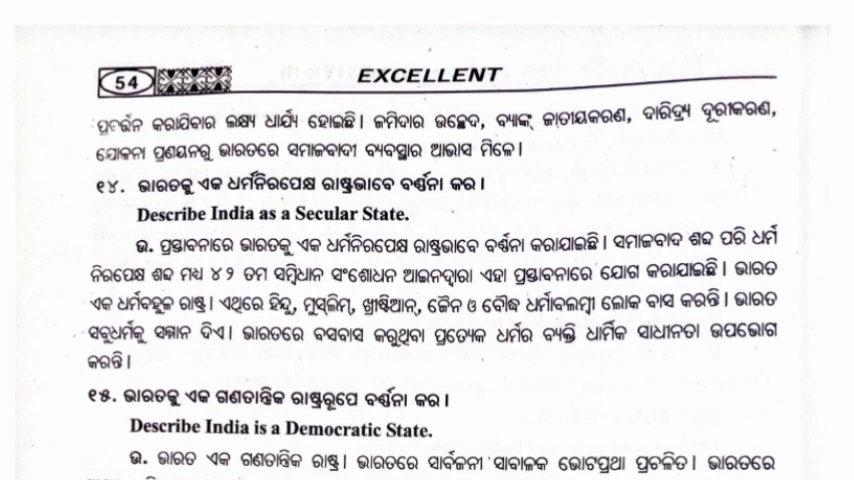 54
EXCELLENT
ପ୍ରବର୍ତ୍ତନ କରାଯିବାର ଲକ୍ଷ୍ୟ ଧାର୍ଯ୍ୟ ହୋଇଛି। ଜମିଦାର ଉଚ୍ଛେଦ, ବ୍ୟାଙ୍କ୍ ଜାତୀୟକରଣ, ଦାରିଦ୍ର୍ୟ ଦୂରୀକରଣ,
ଯୋଜନା ପ୍ରଣୟନରୁ ଭାରତରେ ସମାଜବାଦୀ ବ୍ୟବସ୍ଥାର ଆଭାସ ମିଳେ।
୧୪. ଭାରତକୁ ଏକ ଧର୍ମନିରପେକ୍ଷ ରାଷ୍ଟ୍ରଭାବେ ବର୍ଣ୍ଣନା କର।
Describe India as a Secular State.
ଉ. ପ୍ରସ୍ତାବନାରେ ଭାରତକୁ ଏକ ଧର୍ମନିରପେକ୍ଷ ରାଷ୍ଟ୍ରଭାବେ ବର୍ଣ୍ଣନା କରାଯାଇଛି। ସମାଜବାଦ ଶବ୍ଦ ପରି ଧର୍ମ
ନିରପେକ୍ଷ ଶବ୍ଦ ମଧ୍ୟ ୪୨ ତମ ସମ୍ବିଧାନ ସଂଶୋଧନ ଆଇନଦ୍ୱାରା ଏହା ପ୍ରସ୍ତାବନାରେ ଯୋଗ କରାଯାଇଛି। ଭାରତ
ଏକ ଧର୍ମବହୁଳ ରାଷ୍ଟ୍ର। ଏଥିରେ ହିନ୍ଦୁ, ମୁସ୍‌ଲିମ୍, ଖ୍ରୀଷ୍ଟିଆନ୍, ଜୈନ ଓ ବୌଦ୍ଧ ଧର୍ମାବଲମ୍ବୀ ଲୋକ ବାସ କରନ୍ତି। ଭାରତ
ସବୁଧର୍ମକୁ ସମ୍ମାନ ଦିଏ। ଭାରତରେ ବସବାସ କରୁଥିବା ପ୍ରତ୍ୟେକ ଧର୍ମର ବ୍ୟକ୍ତି ଧାର୍ମିକ ସାଧୀନତା ଉପଭୋଗ
କରନ୍ତି।
୧୫. ଭାରତକୁ ଏକ ଗଣତାନ୍ତ୍ରିକ ରାଷ୍ଟ୍ରରୂପେ ବର୍ଣ୍ଣନା କର।
Describe India is a Democratic State.
ଉ. ଭାରତ ଏକ ଗଣତାନ୍ତ୍ରିକ ରାଷ୍ଟ୍ର। ଭାରତରେ ସାର୍ବଜନୀ ସାବାଳକ ଭୋଟପ୍ରଥା ପ୍ରଚଳିତ। ଭାରତରେ